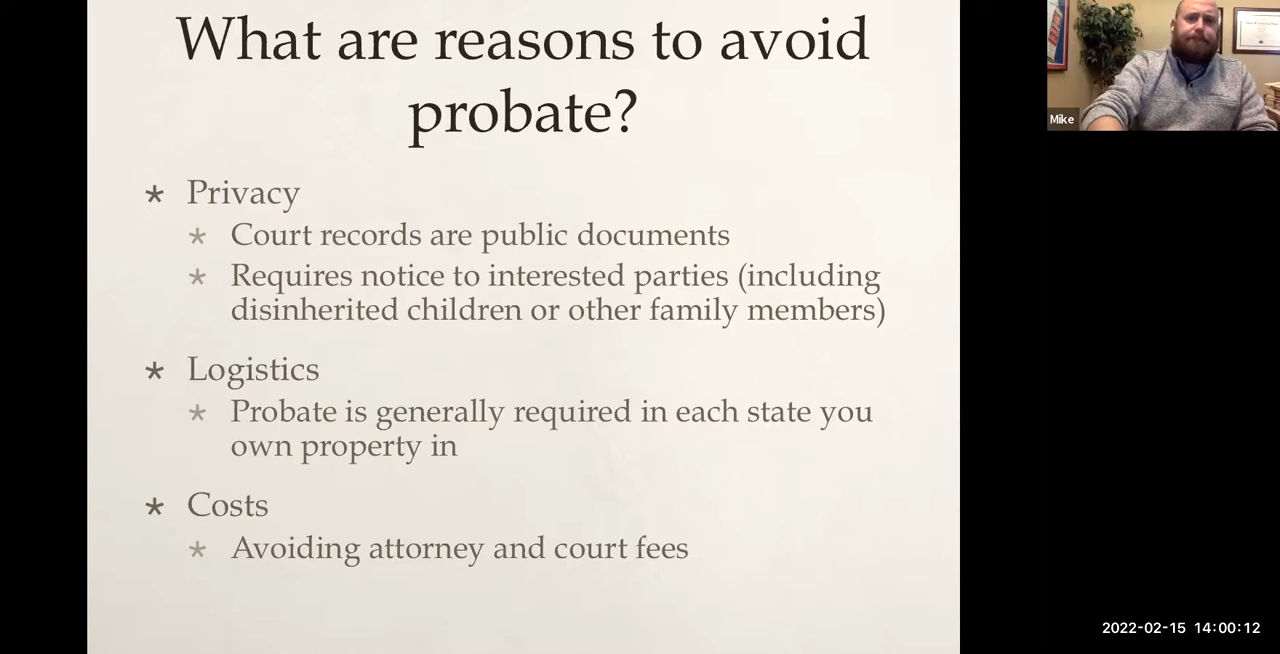 What are reasons to avoid
probate?
* Privacy
* Court records are public documents
* Requires notice to interested parties (including
disinherited children or other family members)
* Logistics
* Probate is generally required in each state you
own property in
* Costs
* Avoiding attorney and court fees
Mike
2022-02-15 14:00:12